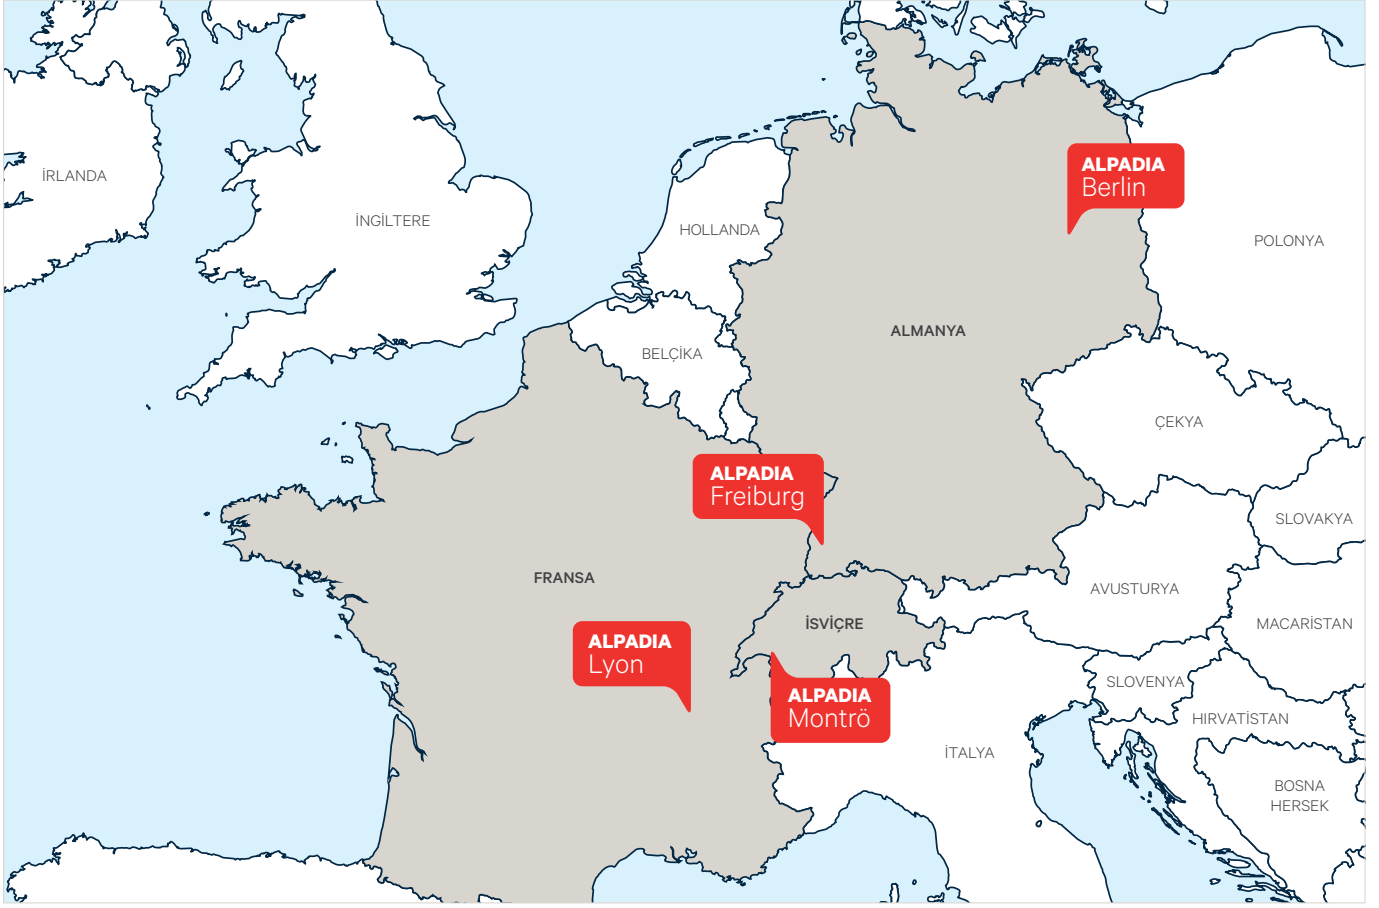 ALPADIA
Berlin
İRLANDA
İNGİLTERE
HOLLANDA
POLONYA
ALMANYA
BELÇİKA
ÇEKYA
ALPADIA
Freiburg
SLOVAKYA
FRANSA
AVUSTURYA
İSVİÇRE
MACARİSTAN
ALPADIA
Lyon
SLOVENYA
ALPADIA
Montrö
HIRVATİSTAN
İTALYA
BOSNA
HERSEK